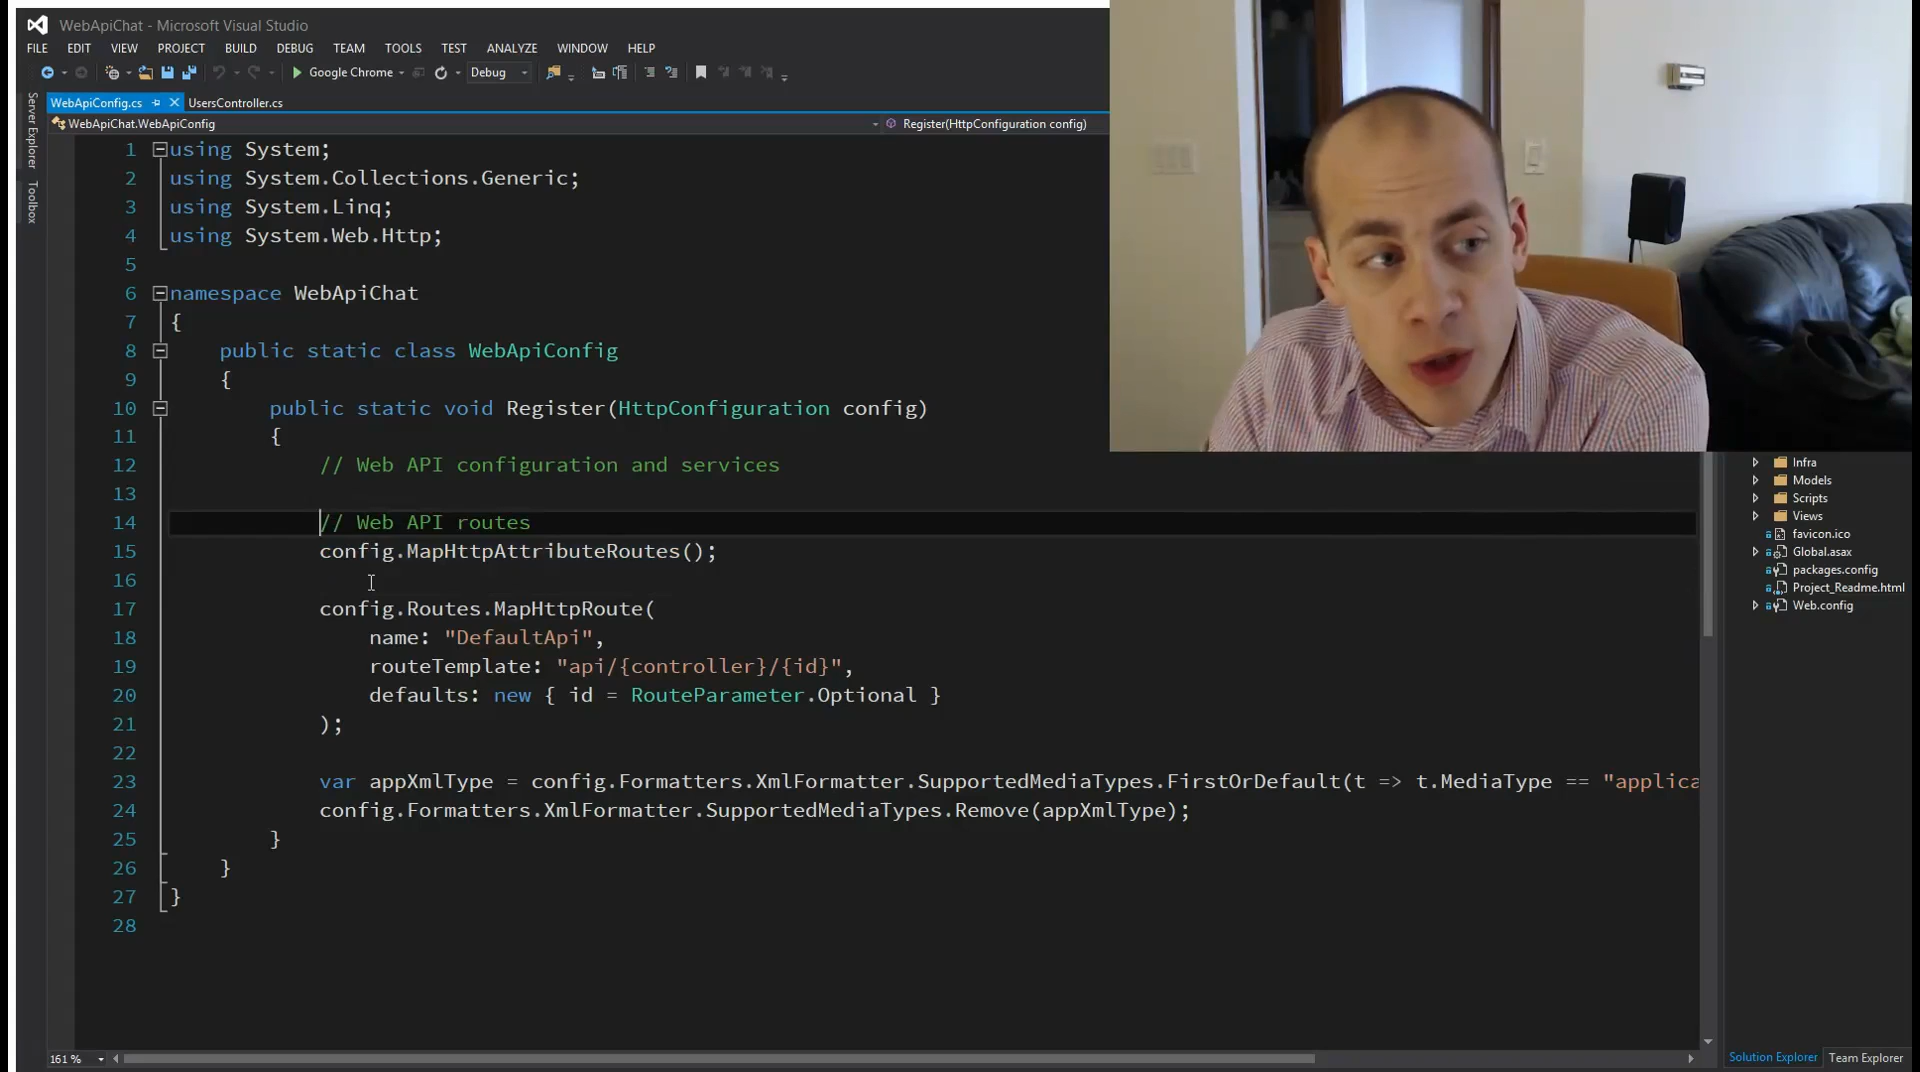 WebApiChat - Microsoft Visual Studio
FILE EDIT VIEW PROJECT BUILD DEBUG TEAM TOOLS TEST ANALYZE WINDOW HELP
Google Chrome Debug
Server Explorer
Toolbox
WebApiConfig.cs UsersController.cs
WebApiChat.WebApiConfig Register(HttpConfiguration config)
1 using System;
2 using System.Collections.Generic;
3 using System.Linq;
4 using System.Web.Http;
5
6 namespace WebApiChat
7 {
8 public static class WebApiConfig
9 {
10 public static void Register(HttpConfiguration config)
11 {
12 // Web API configuration and services
13
14 // Web API routes
15 config.MapHttpAttributeRoutes();
16
17 config.Routes.MapHttpRoute(
18 name: "DefaultApi",
19 routeTemplate: "api/{controller}/{id}",
20 defaults: new { id = RouteParameter.Optional }
21 );
22
23 var appXmlType = config.Formatters.XmlFormatter.SupportedMediaTypes.FirstOrDefault(t => t.MediaType == "applica
24 config.Formatters.XmlFormatter.SupportedMediaTypes.Remove(appXmlType);
25 }
26 }
27 }
28
Infra
Models
Scripts
Views
favicon.ico
Global.asax
packages.config
Project_Readme.html
Web.config
161 %
Solution Explorer Team Explorer